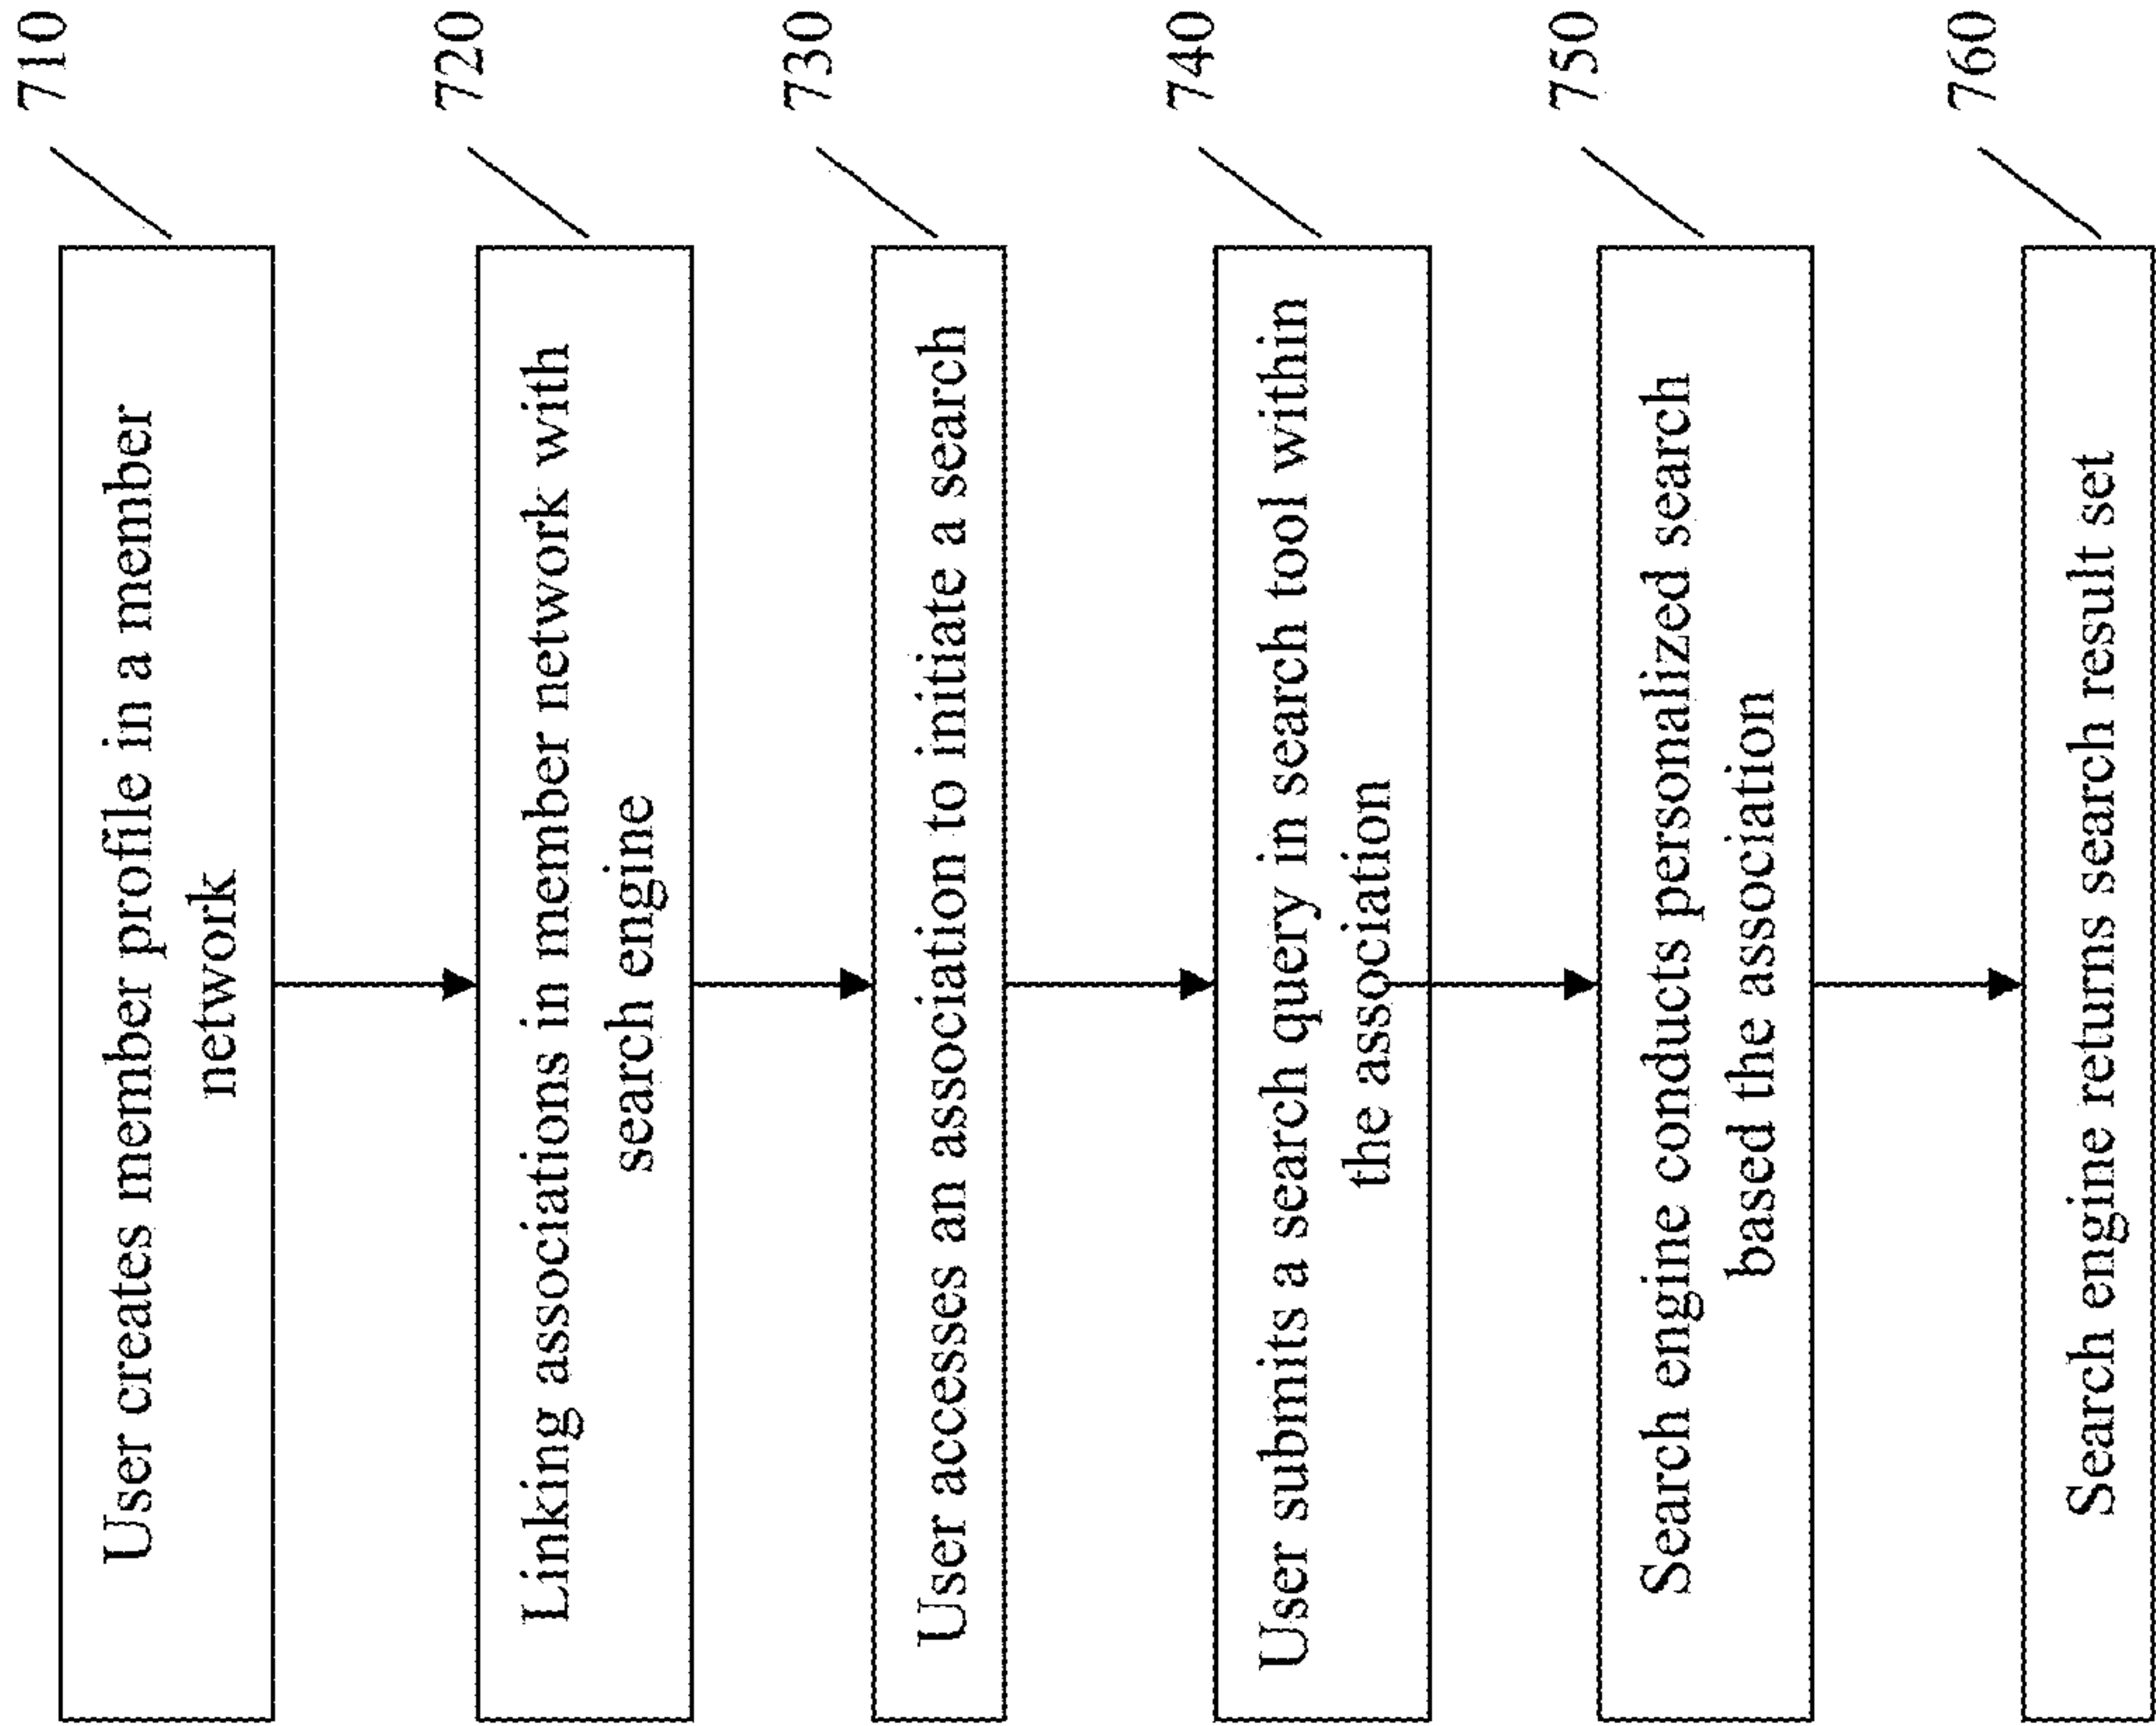 User creates member profile in a member
network
710
Linking associations in member network with
search engine
720
User accesses an association to initiate a search
730
User submits a search query in search tool within
the association
740
Search engine conducts personalized search
based the association
750
Search engine returns search result set
760